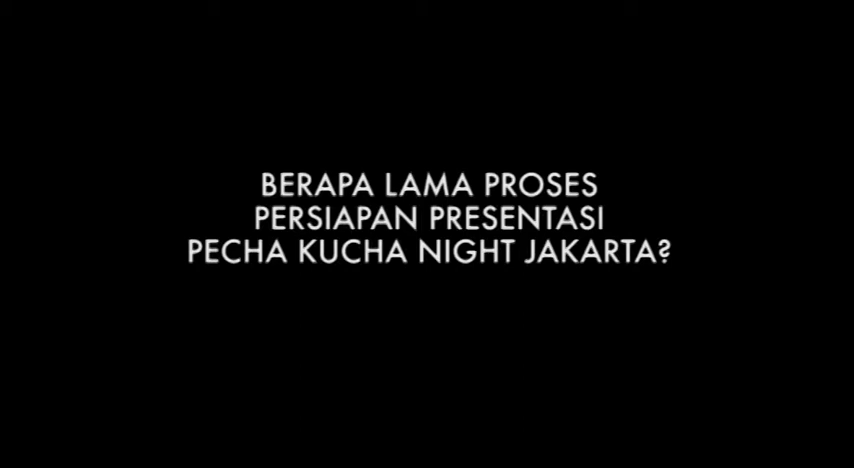 BERAPA LAMA PROSES
PERSIAPAN PRESENTASI
PECHA KUCHA NIGHT JAKARTA?